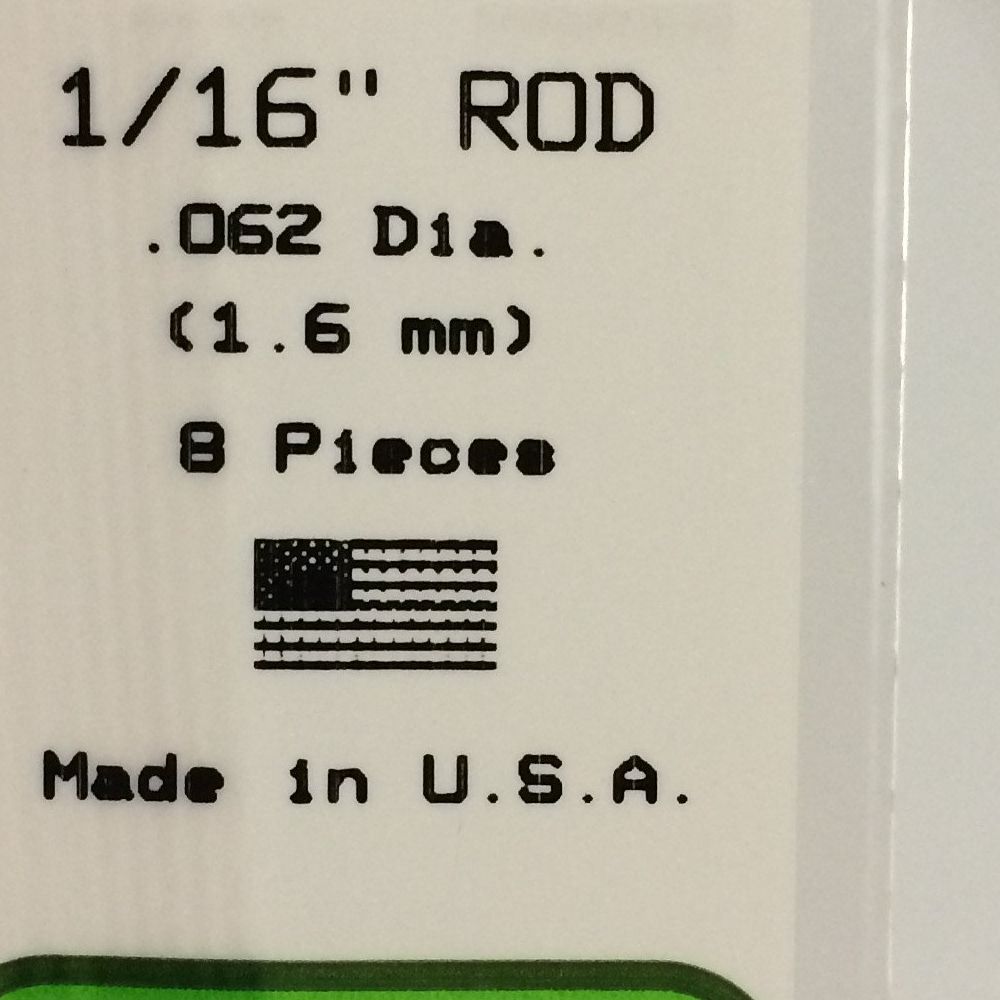 1/16" ROD
.062 Dia.
(1.6 mm)
8 Pieces
Made in U.S.A.